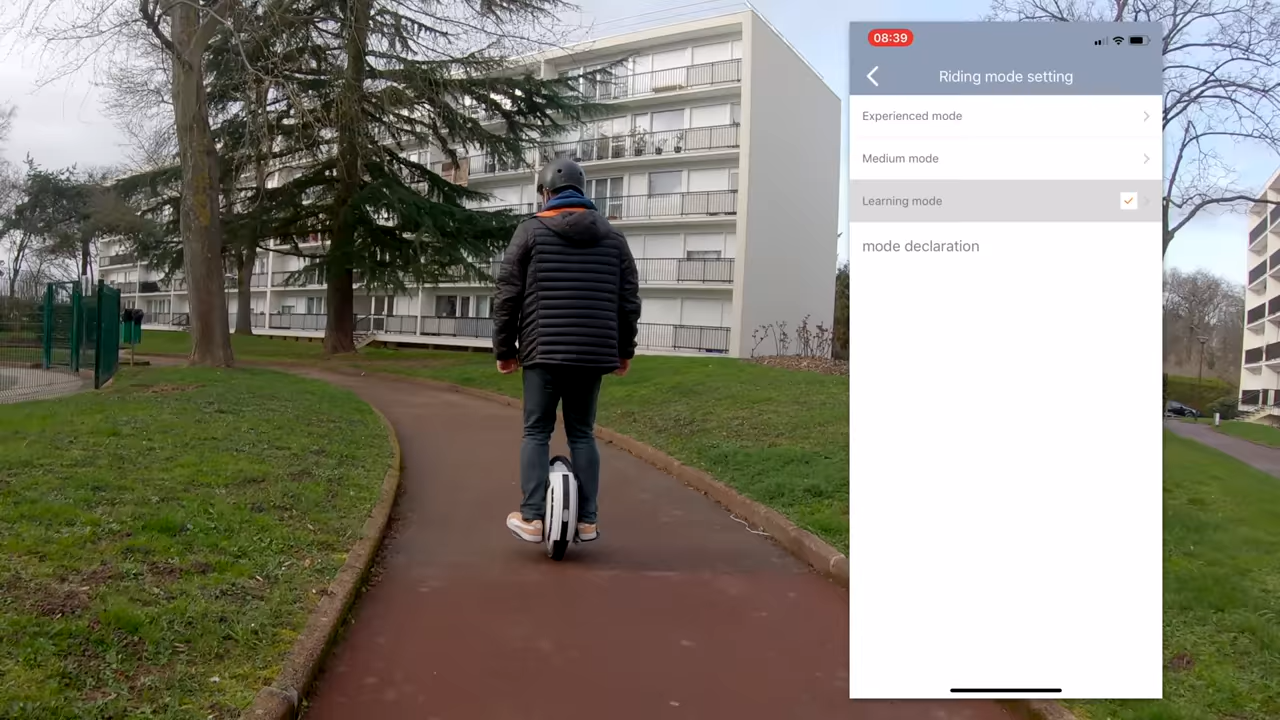 08:39
Riding mode setting
Experienced mode
Medium mode
Learning mode
mode declaration